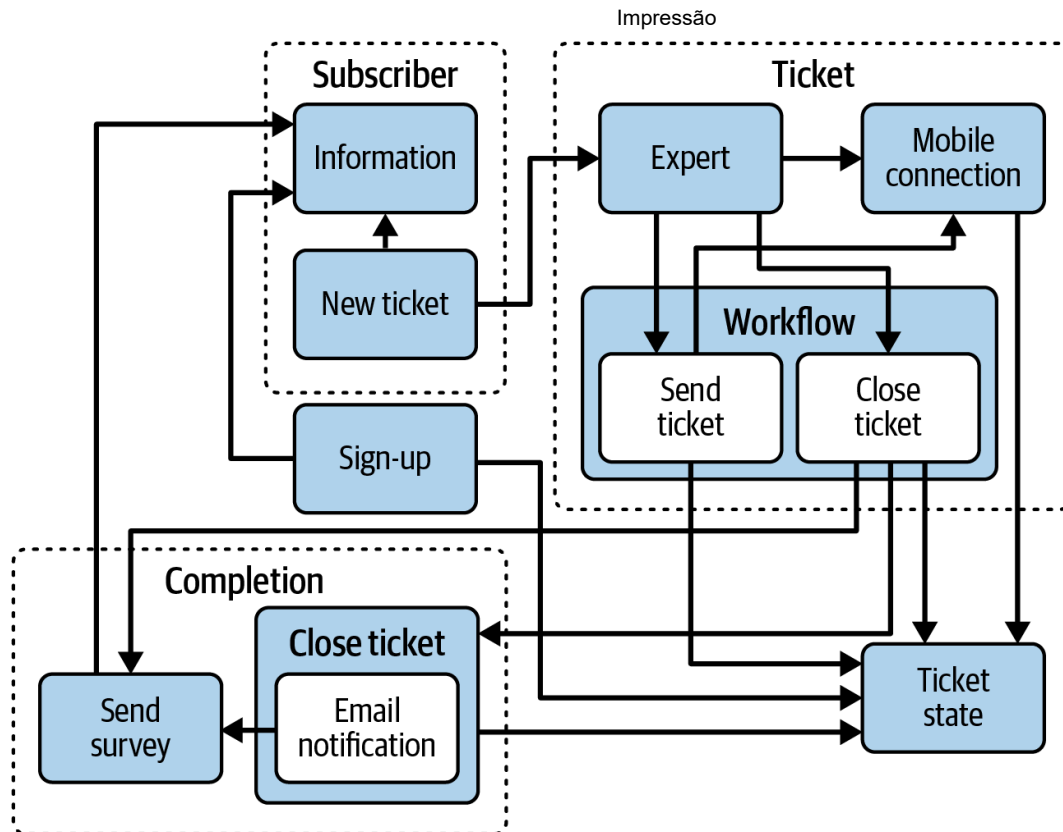 Impressão
Subscriber
Information
New ticket
Sign-up
Ticket
Expert
Mobile
connection
Workflow
Send
ticket
Close
ticket
Completion
Close ticket
Email
notification
Send
survey
Ticket
state